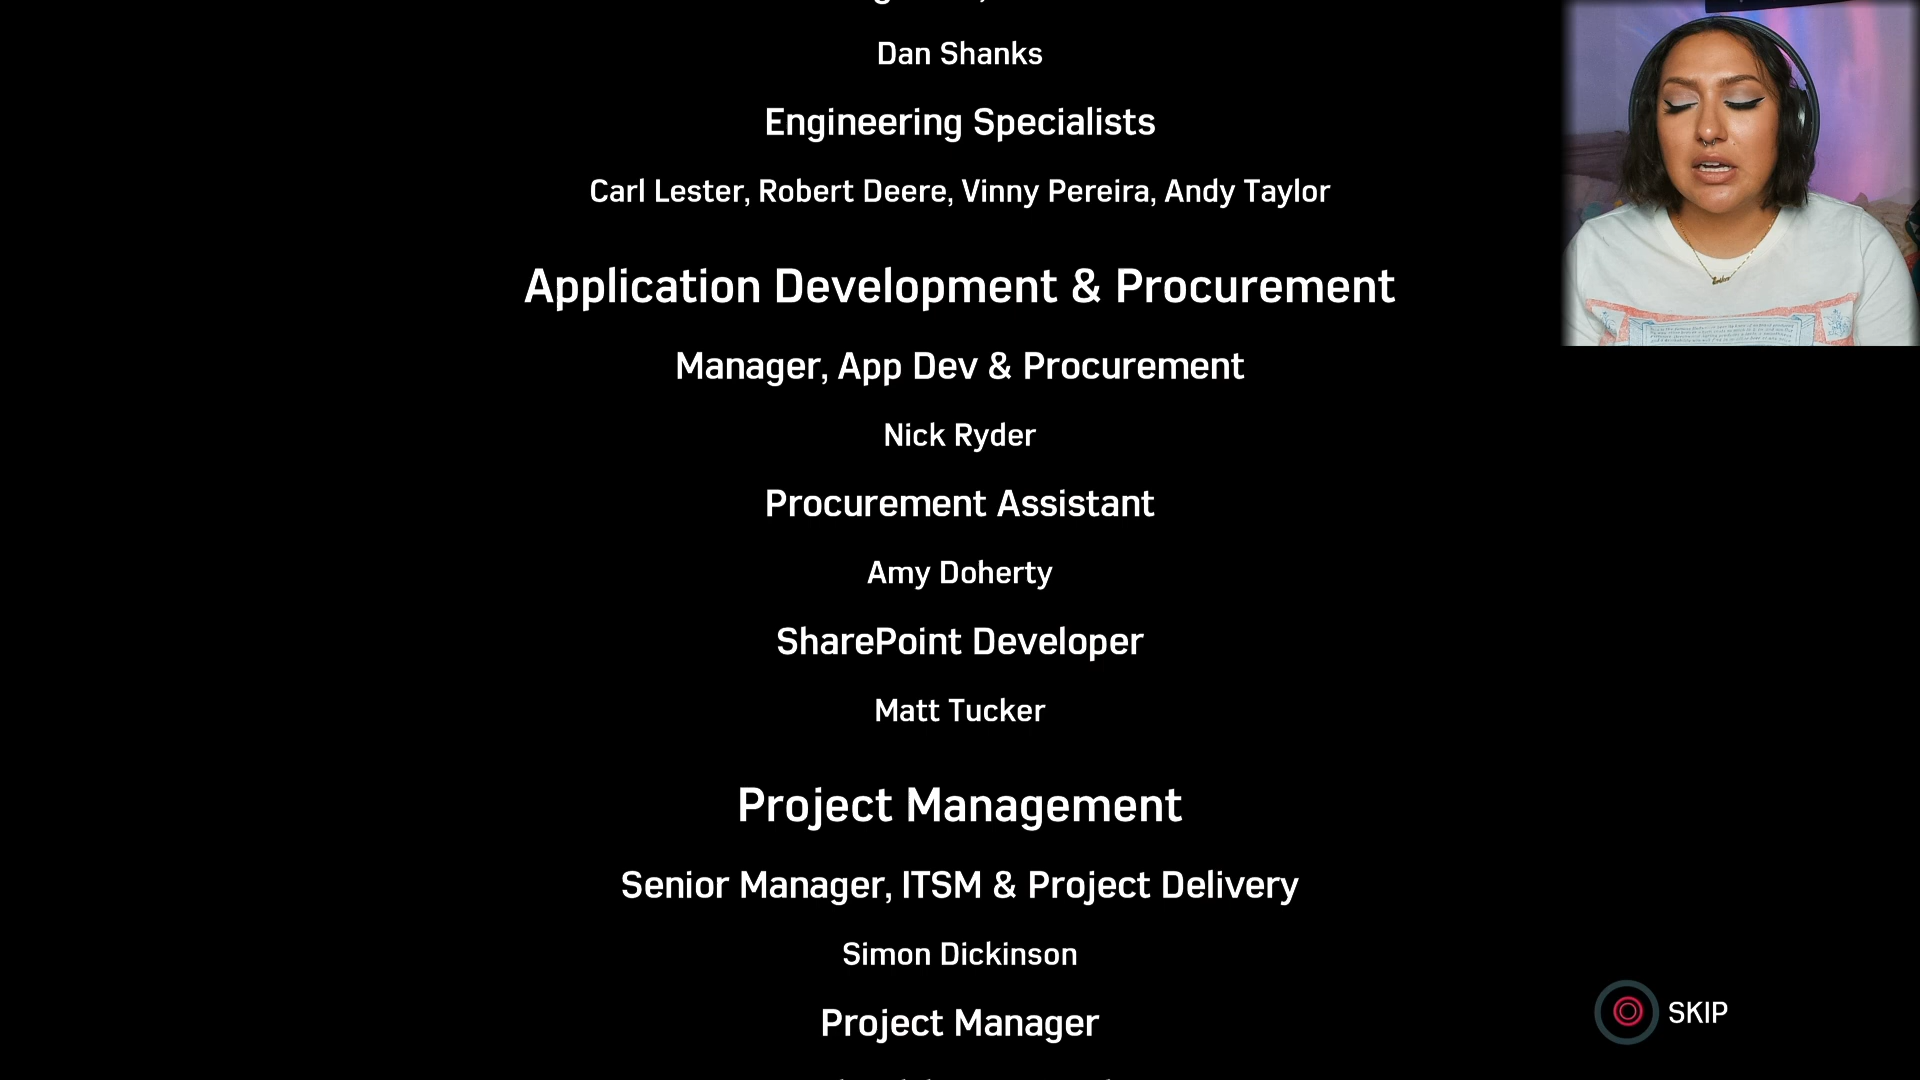 Dan Shanks
Engineering Specialists
Carl Lester, Robert Deere, Vinny Pereira, Andy Taylor
Application Development & Procurement
Manager, App Dev & Procurement
Nick Ryder
Procurement Assistant
Amy Doherty
SharePoint Developer
Matt Tucker
Project Management
Senior Manager, ITSM & Project Delivery
Simon Dickinson
Project Manager
SKIP